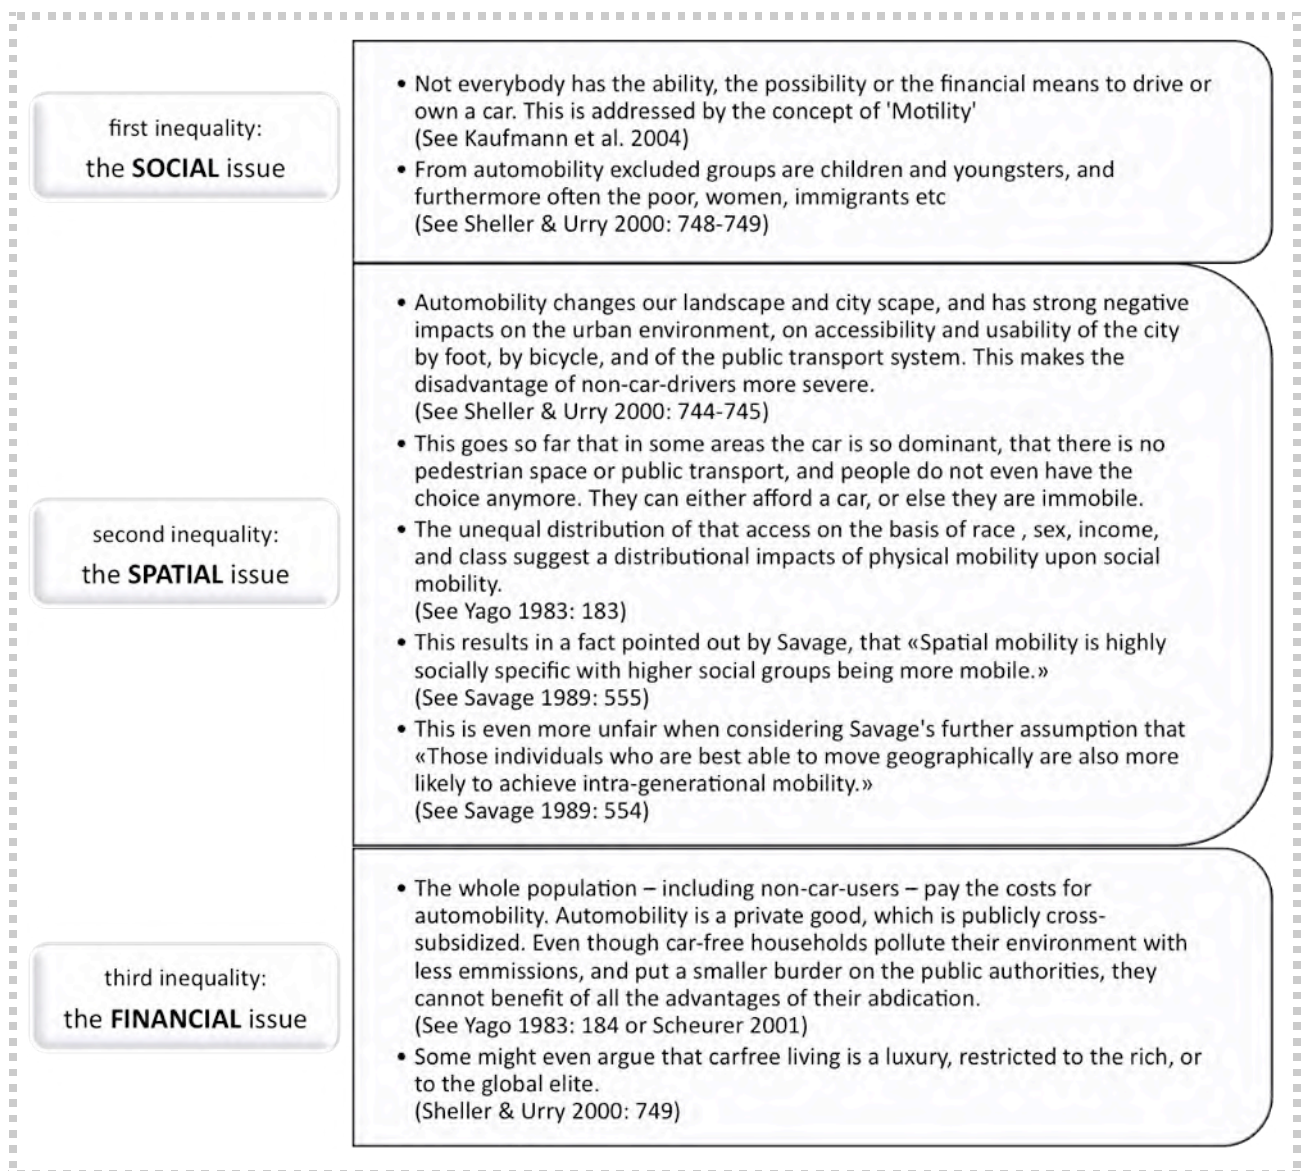 first inequality:
the SOCIAL issue
• Not everybody has the ability, the possibility or the financial means to drive or
own a car. This is addressed by the concept of 'Motility'
(See Kaufmann et al. 2004)
• From automobility excluded groups are children and youngsters, and
furthermore often the poor, women, immigrants etc
(See Sheller & Urry 2000: 748-749)
second inequality:
the SPATIAL issue
• Automobility changes our landscape and city scape, and has strong negative
impacts on the urban environment, on accessibility and usability of the city
by foot, by bicycle, and of the public transport system. This makes the
disadvantage of non-car-drivers more severe.
(See Sheller & Urry 2000: 744-745)
• This goes so far that in some areas the car is so dominant, that there is no
pedestrian space or public transport, and people do not even have the
choice anymore. They can either afford a car, or else they are immobile.
• The unequal distribution of that access on the basis of race , sex, income,
and class suggest a distributional impacts of physical mobility upon social
mobility.
(See Yago 1983: 183)
• This results in a fact pointed out by Savage, that «Spatial mobility is highly
socially specific with higher social groups being more mobile.»
(See Savage 1989: 555)
• This is even more unfair when considering Savage's further assumption that
«Those individuals who are best able to move geographically are also more
likely to achieve intra-generational mobility.»
(See Savage 1989: 554)
third inequality:
the FINANCIAL issue
• The whole population – including non-car-users – pay the costs for
automobility. Automobility is a private good, which is publicly cross-
subsidized. Even though car-free households pollute their environment with
less emmissions, and put a smaller burder on the public authorities, they
cannot benefit of all the advantages of their abdication.
(See Yago 1983: 184 or Scheurer 2001)
• Some might even argue that carfree living is a luxury, restricted to the rich, or
to the global elite.
(Sheller & Urry 2000: 749)